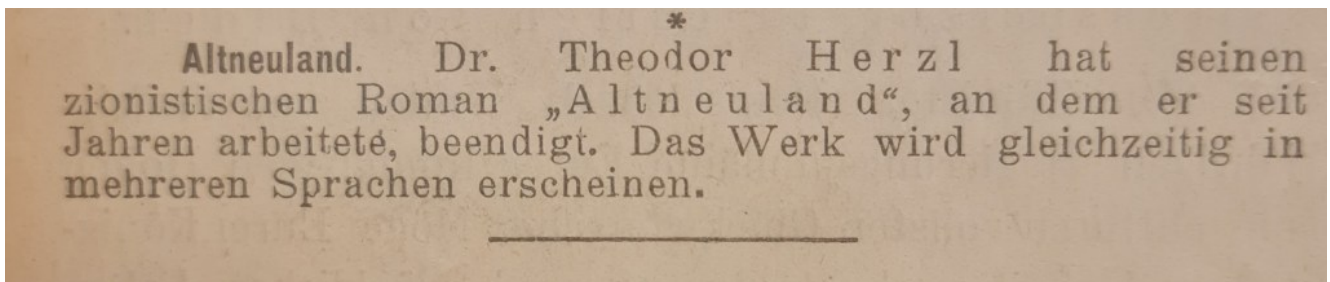 *
Altneuland. Dr. Theodor Herzl hat seinen
zionistischen Roman „Altneuland“, an dem er seit
Jahren arbeitete, beendigt. Das Werk wird gleichzeitig in
mehreren Sprachen erscheinen.